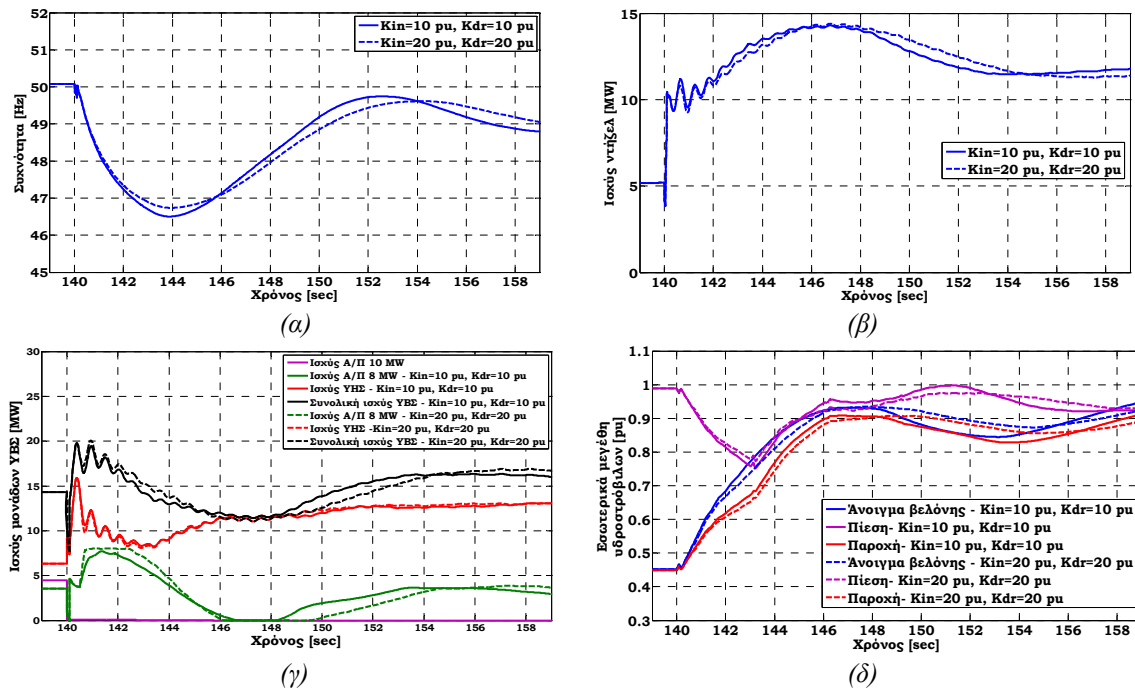 52
51
50
49
48
47
46
45
Συχνότητα [Hz]
Kin=10 pu, Kdr=10 pu
Kin=20 pu, Kdr=20 pu
140 142 144 146 148 150 152 154 156 158
Χρόνος [sec]
(α)
15
10
5
0
Ισχύς ντήζελ [MW]
Kin=10 pu, Kdr=10 pu
Kin=20 pu, Kdr=20 pu
140 142 144 146 148 150 152 154 156 158
Χρόνος [sec]
(β)
30
25
20
15
10
5
0
Ισχύς μονάδων ΥΒΣ [MW]
Ισχύς Α/Π 10 MW
Ισχύς Α/Π 8 MW - Kin=10 pu, Kdr=10 pu
Ισχύς ΥΗΣ - Kin=10 pu, Kdr=10 pu
Συνολική ισχύς ΥΒΣ - Kin=10 pu, Kdr=10 pu
Ισχύς Α/Π 8 MW - Kin=20 pu, Kdr=20 pu
Ισχύς ΥΗΣ -Kin=20 pu, Kdr=20 pu
Συνολική ισχύς ΥΒΣ - Kin=20 pu, Kdr=20 pu
140 142 144 146 148 150 152 154 156 158
Χρόνος [sec]
(γ)
1.1
1
0.9
0.8
0.7
0.6
0.5
0.4
0.3
Εσωτερικά μεγέθη
υδροστρόβιλων [pu]
Άνοιγμα βελόνης - Kin=10 pu, Kdr=10 pu
Πίεση- Kin=10 pu, Kdr=10 pu
Παροχή- Kin=10 pu, Kdr=10 pu
Άνοιγμα βελόνης - Kin=20 pu, Kdr=20 pu
Πίεση- Kin=20 pu, Kdr=20 pu
Παροχή- Kin=20 pu, Kdr=20 pu
140 142 144 146 148 150 152 154 156 158
Χρόνος [sec]
(δ)